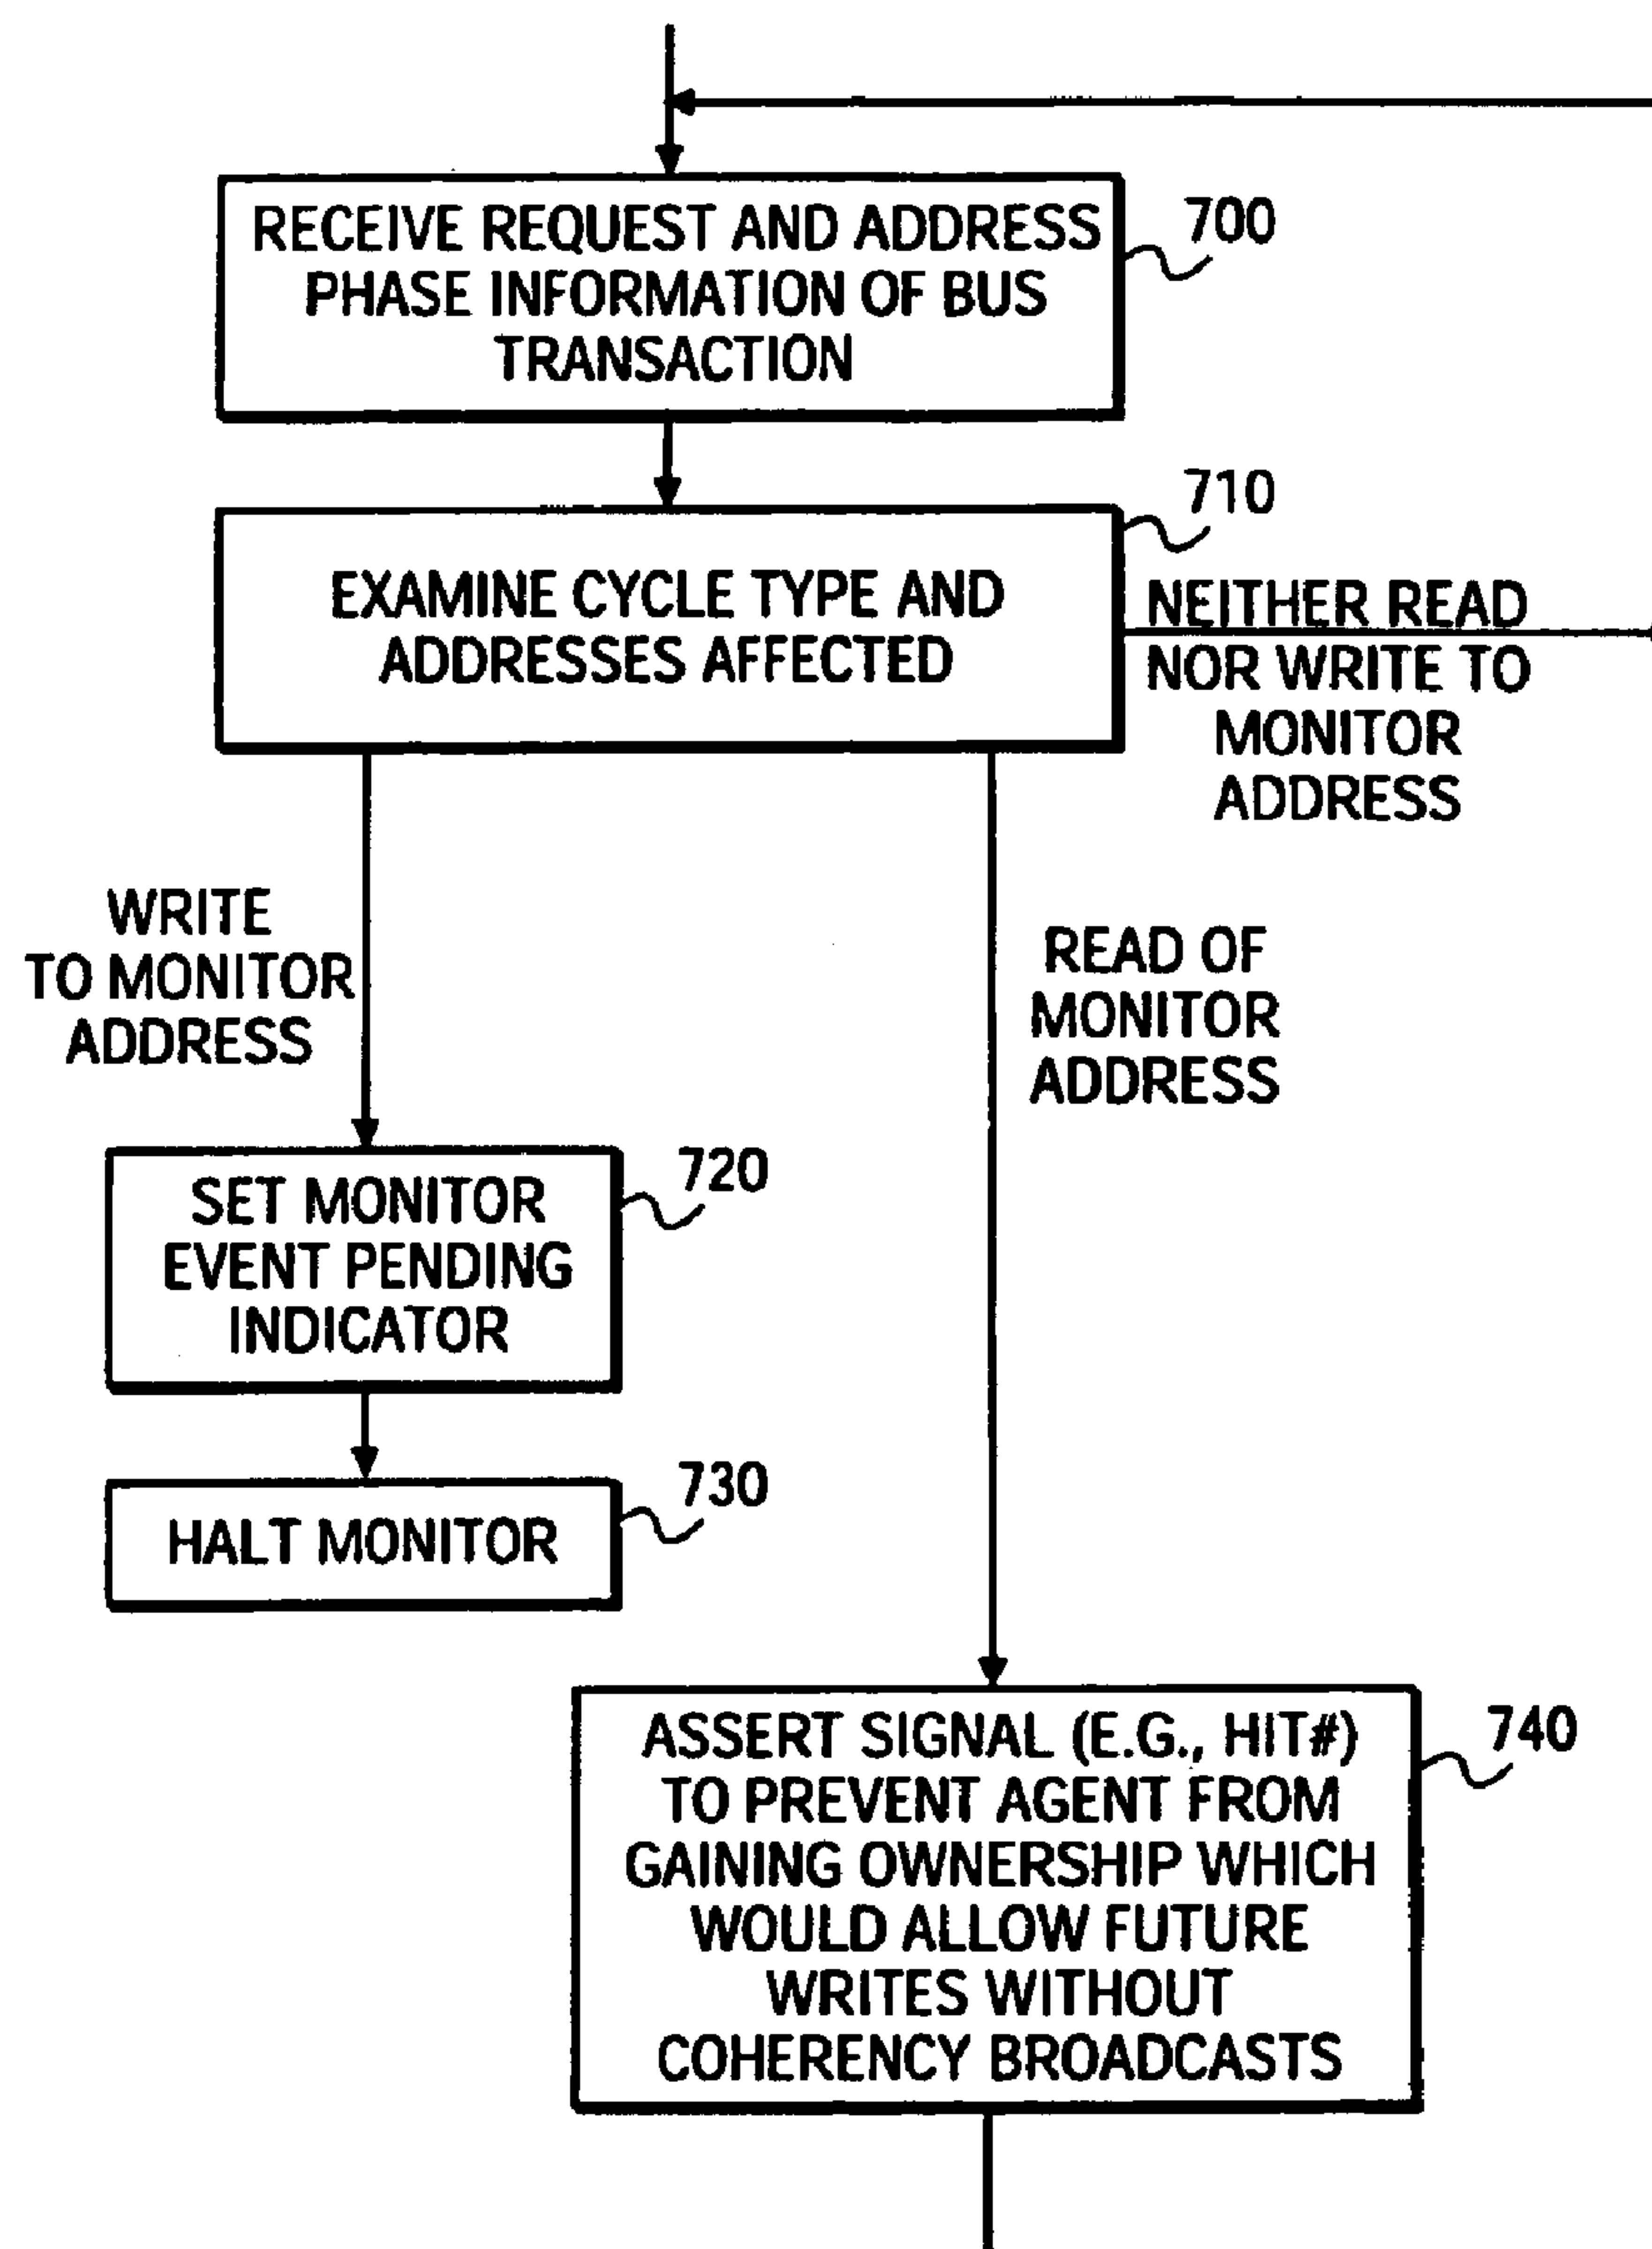 RECEIVE REQUEST AND ADDRESS
PHASE INFORMATION OF BUS
TRANSACTION
700
EXAMINE CYCLE TYPE AND
ADDRESSES AFFECTED
710
NEITHER READ
NOR WRITE TO
MONITOR
ADDRESS
WRITE
TO MONITOR
ADDRESS
READ OF
MONITOR
ADDRESS
SET MONITOR
EVENT PENDING
INDICATOR
720
HALT MONITOR
730
ASSERT SIGNAL (E.G., HIT#)
TO PREVENT AGENT FROM
GAINING OWNERSHIP WHICH
WOULD ALLOW FUTURE
WRITES WITHOUT
COHERENCY BROADCASTS
740